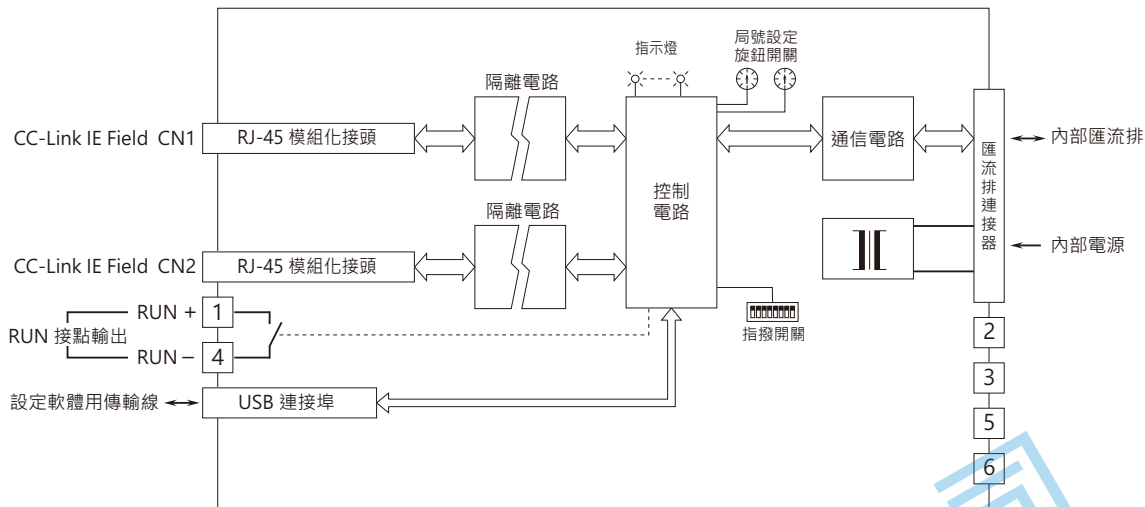 指示燈
局號設定
旋鈕開關
隔離電路
CC-Link IE Field CN1
RJ-45 模組化接頭
通信電路
匯流排連接器
內部匯流排
控制
電路
隔離電路
CC-Link IE Field CN2
RJ-45 模組化接頭
內部電源
RUN +
1
RUN 接點輸出
RUN −
4
指撥開關
2
3
設定軟體用傳輸線
USB 連接埠
5
6